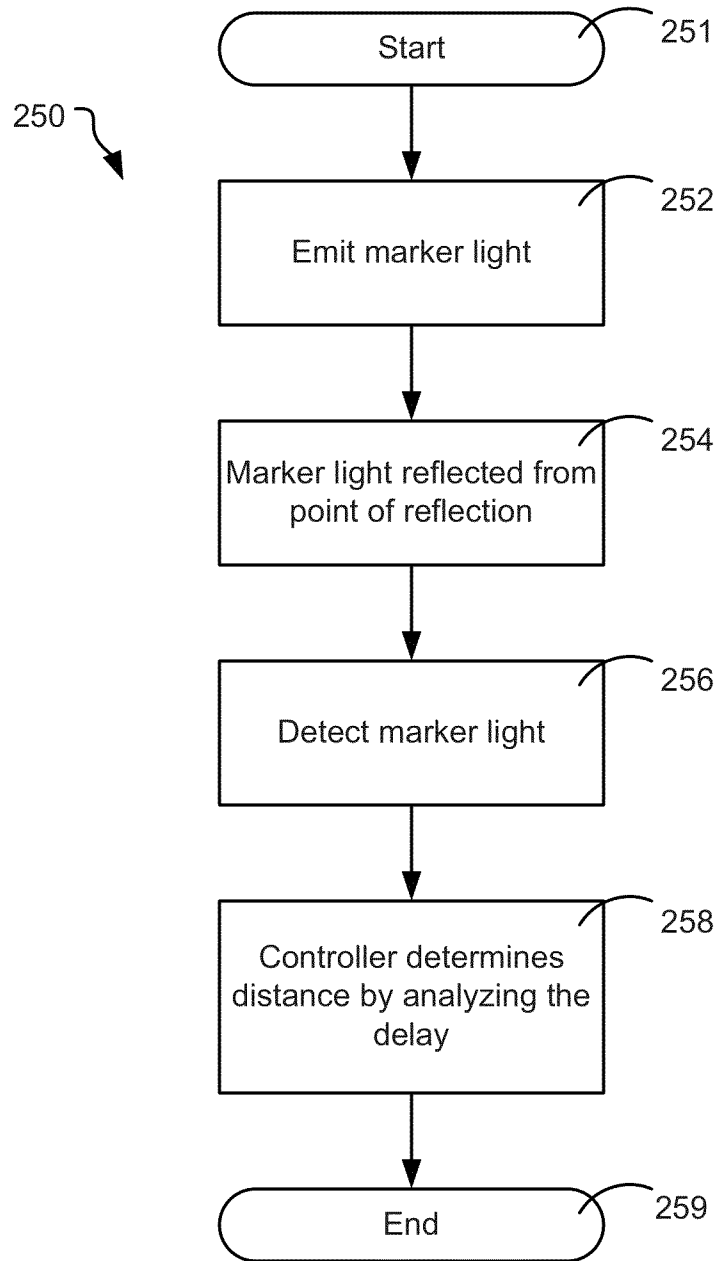 Start
251
250
252
Emit marker light
254
Marker light reflected from
point of reflection
256
Detect marker light
258
Controller determines
distance by analyzing the
delay
259
End